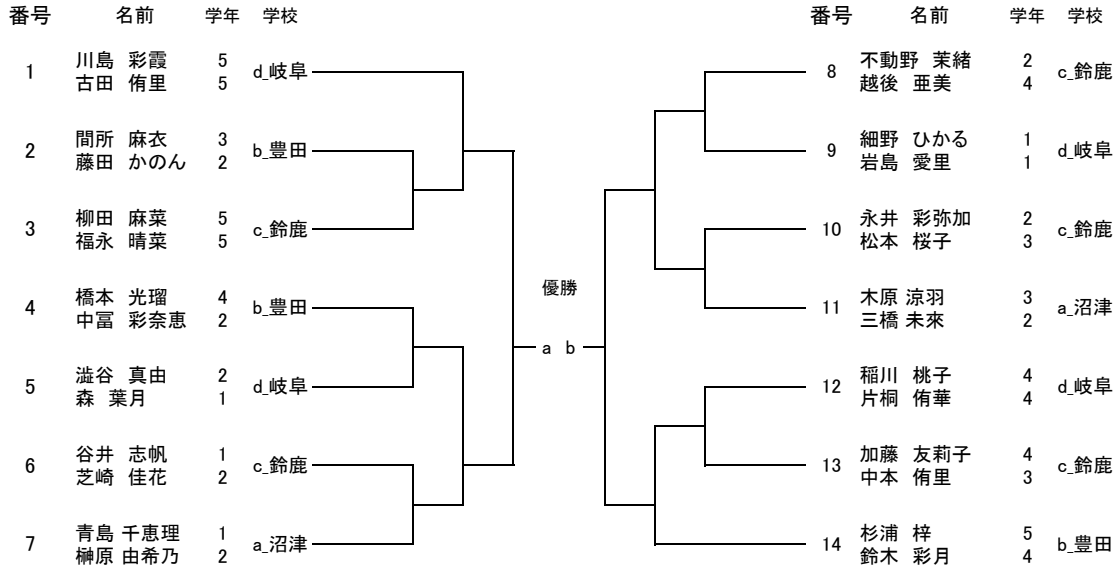 番号 名前 学年 学校
川島 彩霞 5
1 d_岐阜
古田 侑里 5
間所 麻衣 3
2 b_豊田
藤田 かのん 2
柳田 麻菜 5
3 c_鈴鹿
福永 晴菜 5
橋本 光瑠 4
4 b_豊田
中冨 彩奈恵 2
澁谷 真由 2
5 d_岐阜
森 葉月 1
谷井 志帆 1
6 c_鈴鹿
芝崎 佳花 2
青島 千恵理 1
7 a_沼津
榊原 由希乃 2
優勝
a b
番号 名前 学年 学校
不動野 茉緒 2
8 c_鈴鹿
越後 亜美 4
細野 ひかる 1
9 d_岐阜
岩島 愛里 1
永井 彩弥加 2
10 c_鈴鹿
松本 桜子 3
木原 涼羽 3
11 a_沼津
三橋 未來 2
稲川 桃子 4
12 d_岐阜
片桐 侑華 4
加藤 友莉子 4
13 c_鈴鹿
中本 侑里 3
杉浦 梓 5
14 b_豊田
鈴木 彩月 4